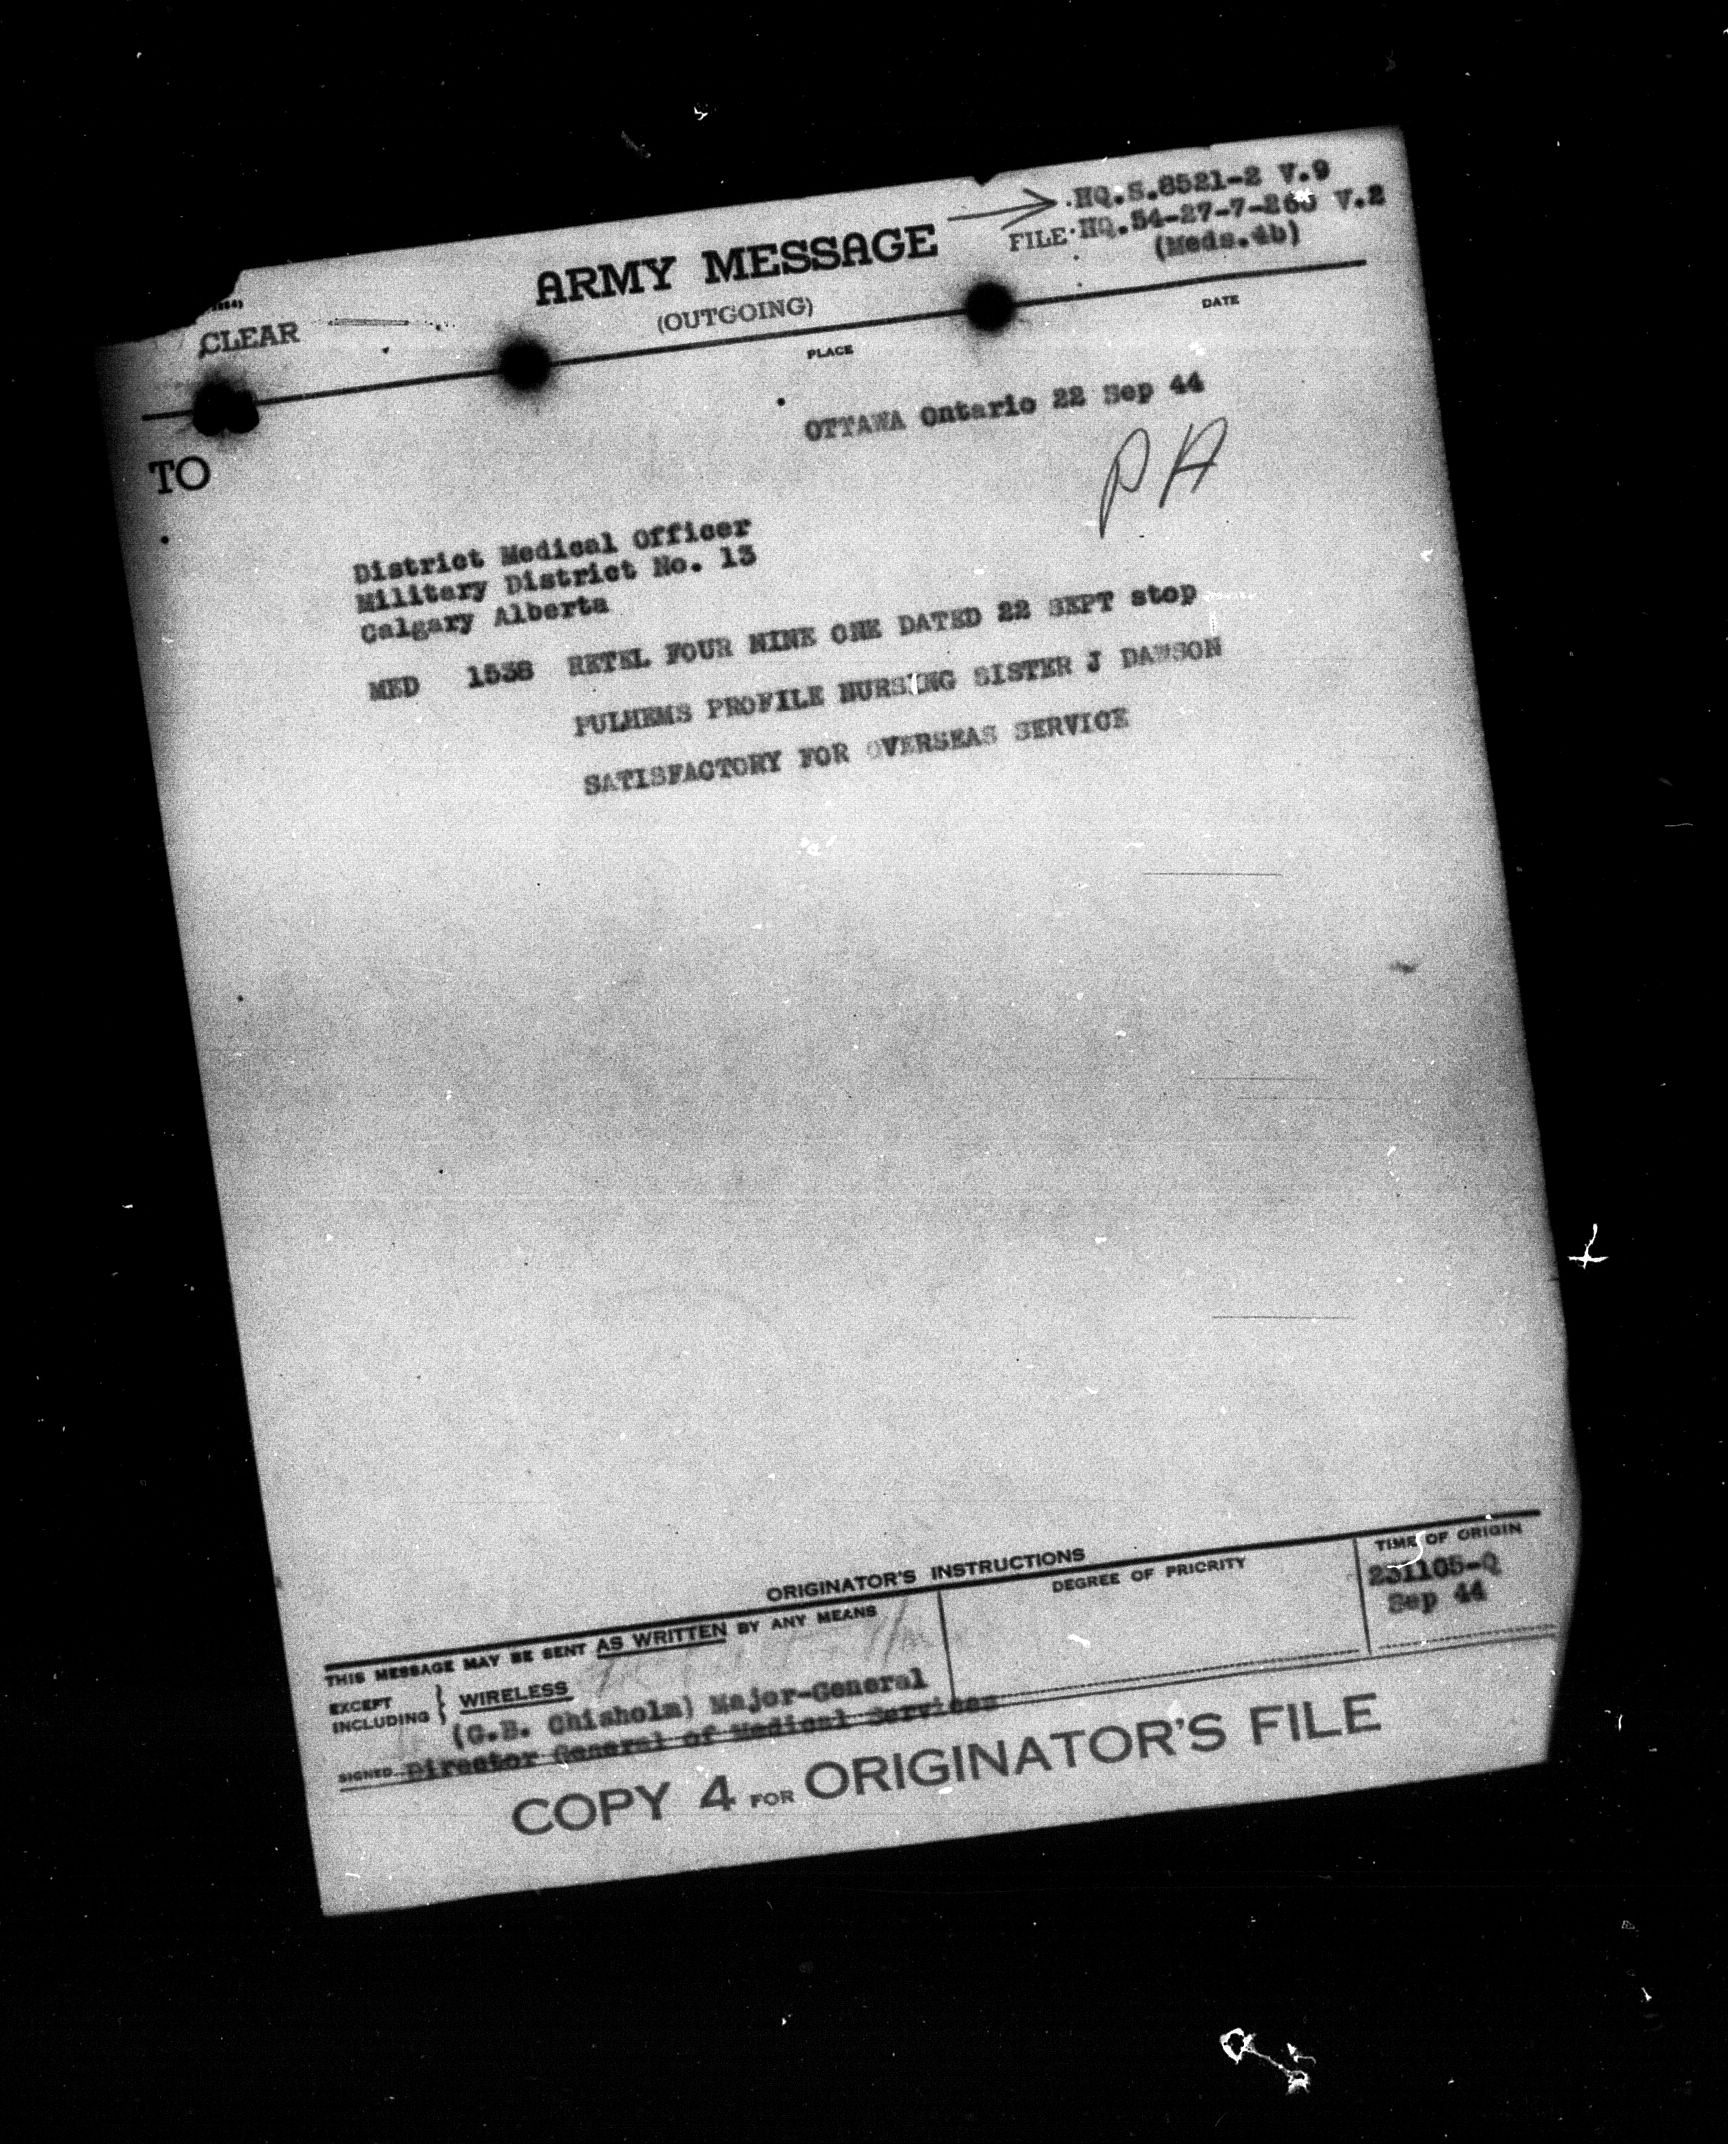 HQ.S.8521-2 V.9
FILE HQ.54-27-7-260 V.2
(Meds.4b)
ARMY MESSAGE
(OUTGOING)
CLEAR
PLACE
DATE
OTTAWA Ontario 22 Sep 44
PA
TO
District Medical Officer
Military District No. 13
Calgary Alberta
MED 1538 RETEL FOUR NINE ONE DATED 22 SEPT stop
PULHEMS PROFILE NURSING SISTER J DAWSON
SATISFACTORY FOR OVERSEAS SERVICE
ORIGINATOR'S INSTRUCTIONS
DEGREE OF PRIORITY
TIME OF ORIGIN
231105-Q
Sep 44
THIS MESSAGE MAY BE SENT AS WRITTEN BY ANY MEANS
EXCEPT
INCLUDING } WIRELESS
(G.B. Chisholm) Major-General
SIGNED Director General of Medical Services
COPY 4 FOR ORIGINATOR'S FILE